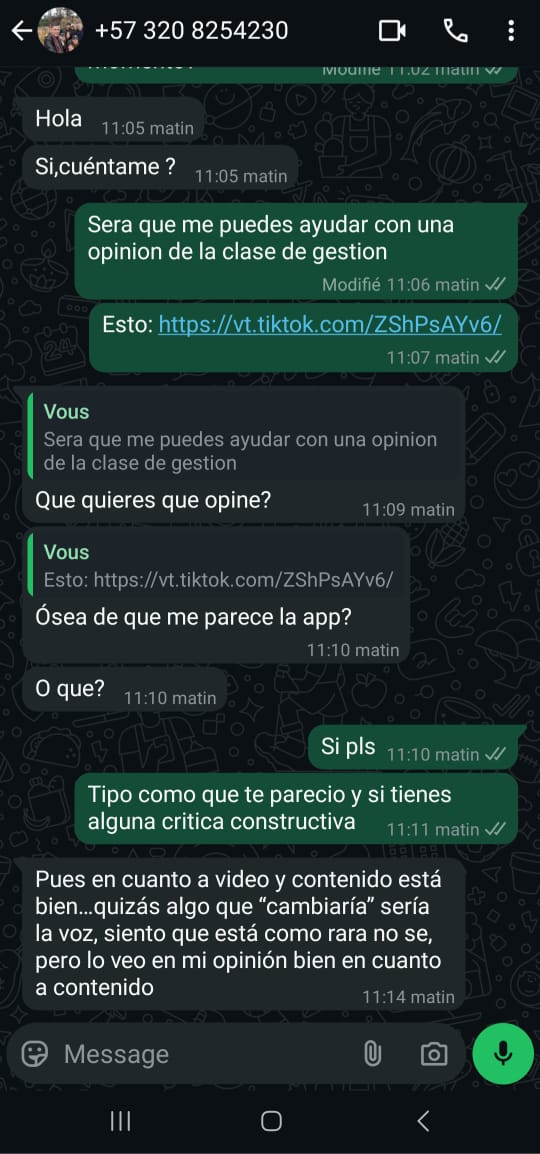 +57 320 8254230
Modifié 11:02 matin
Hola 11:05 matin
Si,cuéntame ? 11:05 matin
Sera que me puedes ayudar con una
opinion de la clase de gestion
Modifié 11:06 matin
Esto: https://vt.tiktok.com/ZShPsAYv6/
11:07 matin
Vous
Sera que me puedes ayudar con una opinion
de la clase de gestion
Que quieres que opine? 11:09 matin
Vous
Esto: https://vt.tiktok.com/ZShPsAYv6/
Ósea de que me parece la app?
11:10 matin
O que? 11:10 matin
Si pls 11:10 matin
Tipo como que te parecio y si tienes
alguna critica constructiva 11:11 matin
Pues en cuanto a video y contenido está
bien...quizás algo que “cambiaría” sería
la voz, siento que está como rara no se,
pero lo veo en mi opinión bien en cuanto
a contenido 11:14 matin
Message